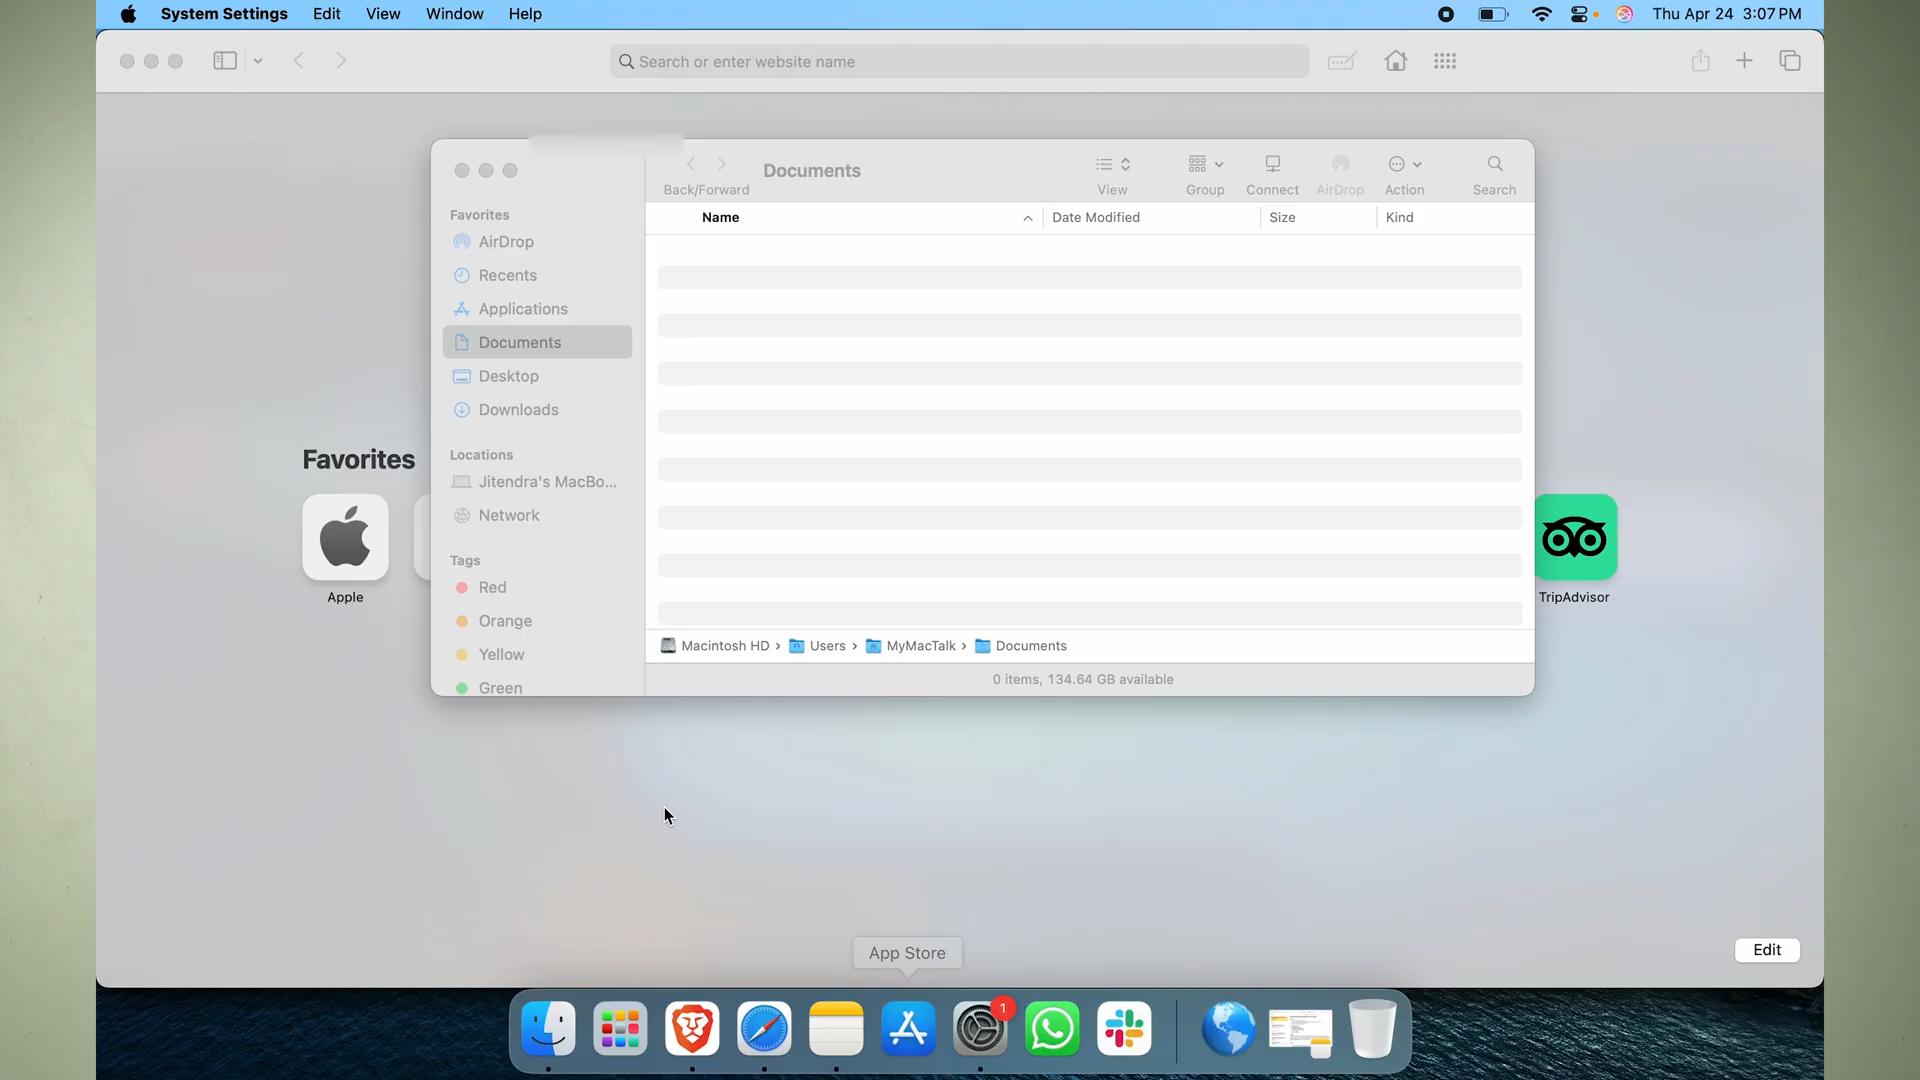 System Settings Edit View Window Help Thu Apr 24 3:07 PM
Search or enter website name
Documents
Back/Forward View Group Connect AirDrop Action Search
Name Date Modified Size Kind
Favorites
AirDrop
Recents
Applications
Documents
Desktop
Downloads
Locations
Jitendra's MacBo...
Network
Tags
Red
Orange
Yellow
Green
Macintosh HD › Users › MyMacTalk › Documents
0 items, 134.64 GB available
Favorites
Apple
TripAdvisor
Edit
App Store
1